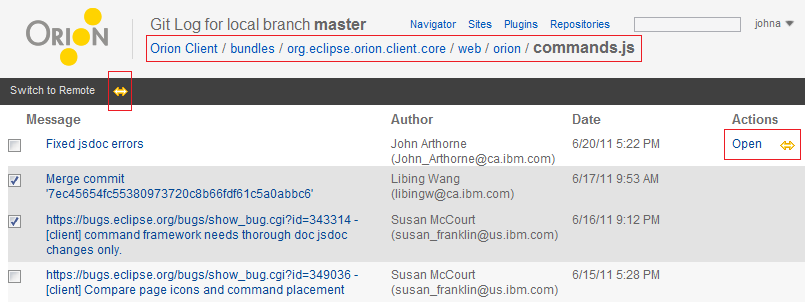 ORION
Git Log for local branch master
Navigator Sites Plugins Repositories
johna
Orion Client / bundles / org.eclipse.orion.client.core / web / orion / commands.js
Switch to Remote
Message Author Date Actions
Fixed jsdoc errors John Arthorne 6/20/11 5:22 PM Open
(John_Arthorne@ca.ibm.com)
Merge commit Libing Wang 6/17/11 9:53 AM
'7ec45654fc55380973720c8b66fdf61c5a0abbc6' (libingw@ca.ibm.com)
https://bugs.eclipse.org/bugs/show_bug.cgi?id=343314 - Susan McCourt 6/16/11 9:12 PM
[client] command framework needs thorough doc jsdoc (susan_franklin@us.ibm.com)
changes only.
https://bugs.eclipse.org/bugs/show_bug.cgi?id=349036 - Susan McCourt 6/15/11 5:28 PM
[client] Compare page icons and command placement (susan_franklin@us.ibm.com)